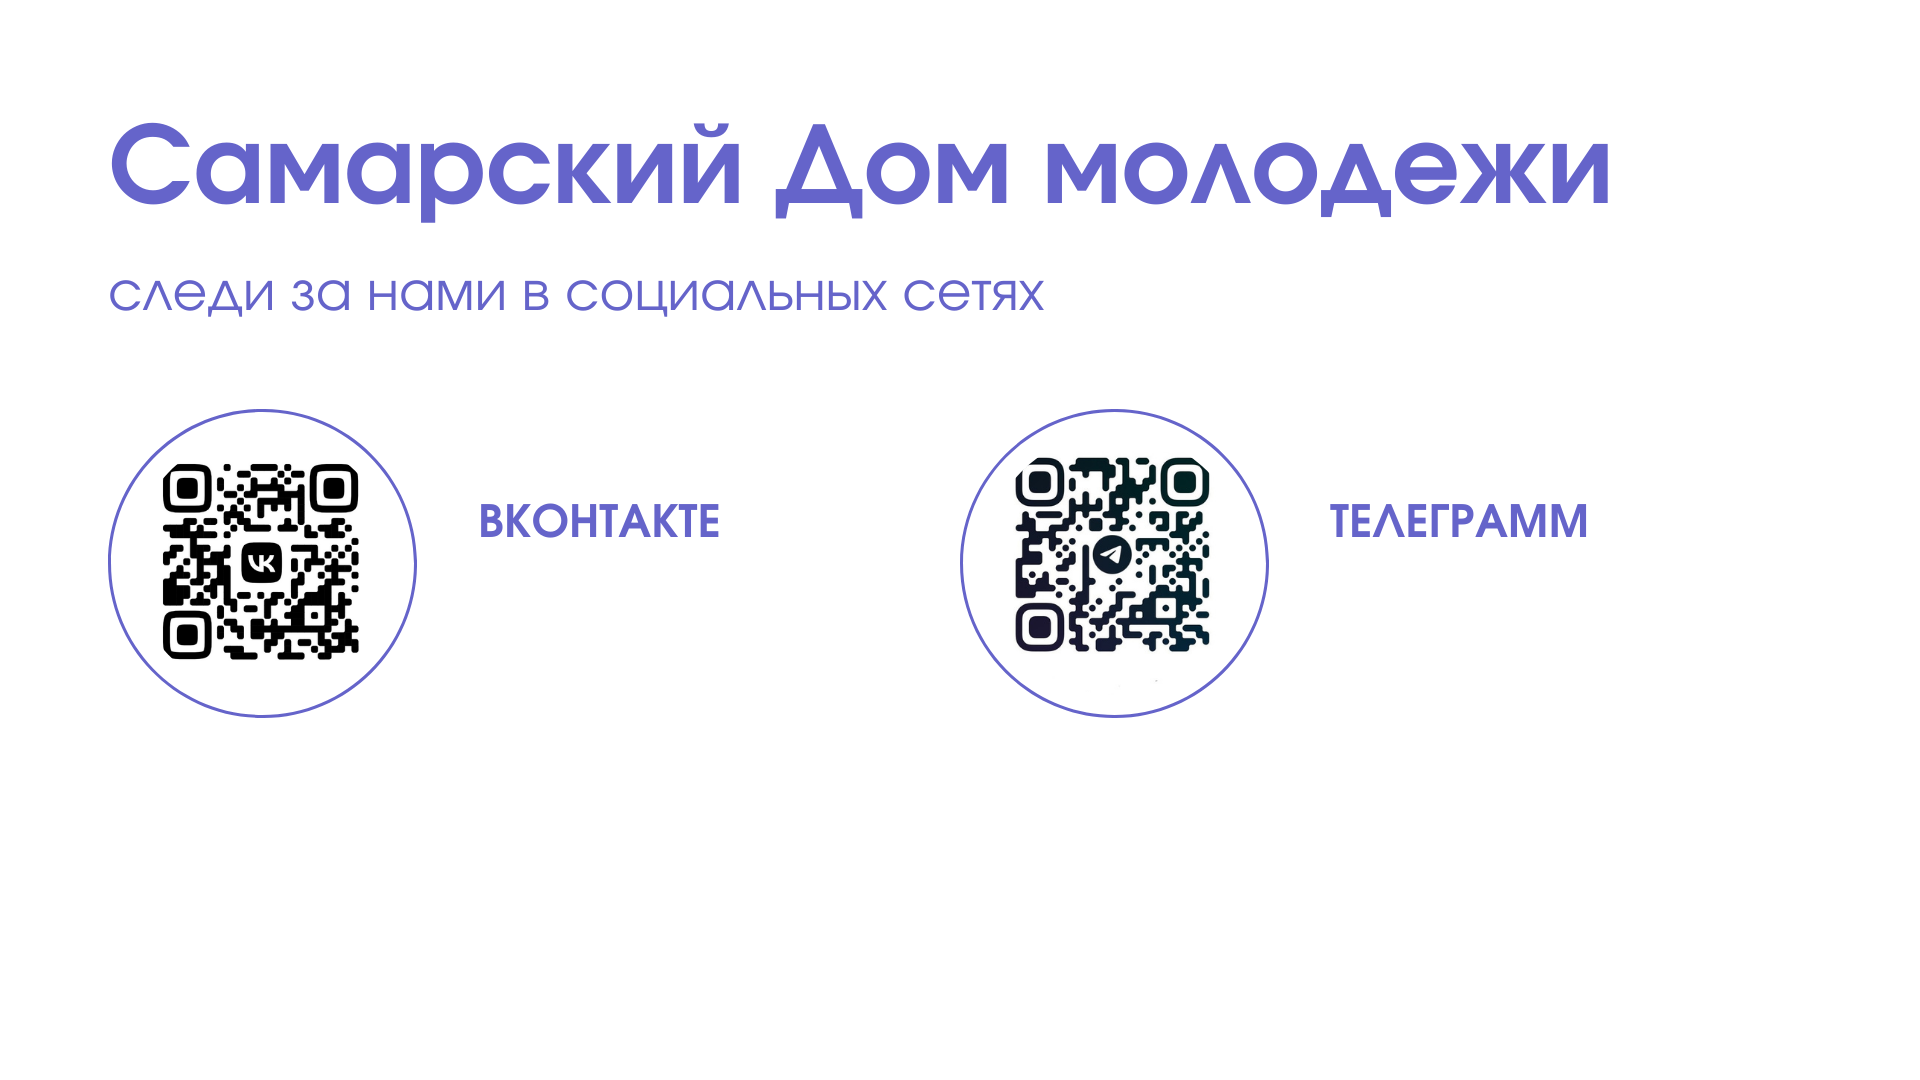 Самарский Дом молодежи
следи за нами в социальных сетях
ВКОНТАКТЕ
ТЕЛЕГРАММ